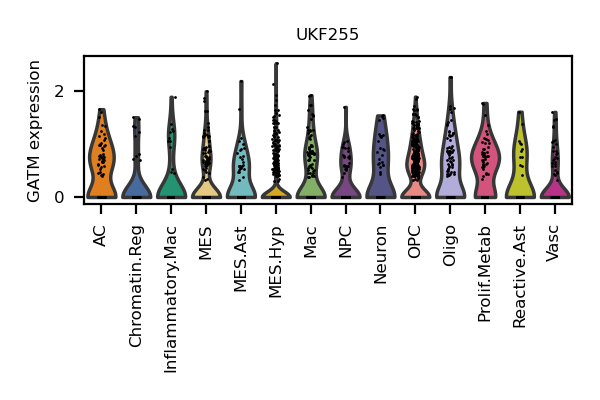 UKF255
GATM expression
2
0
AC
Chromatin.Reg
Inflammatory.Mac
MES
MES.Ast
MES.Hyp
Mac
NPC
Neuron
OPC
Oligo
Prolif.Metab
Reactive.Ast
Vasc